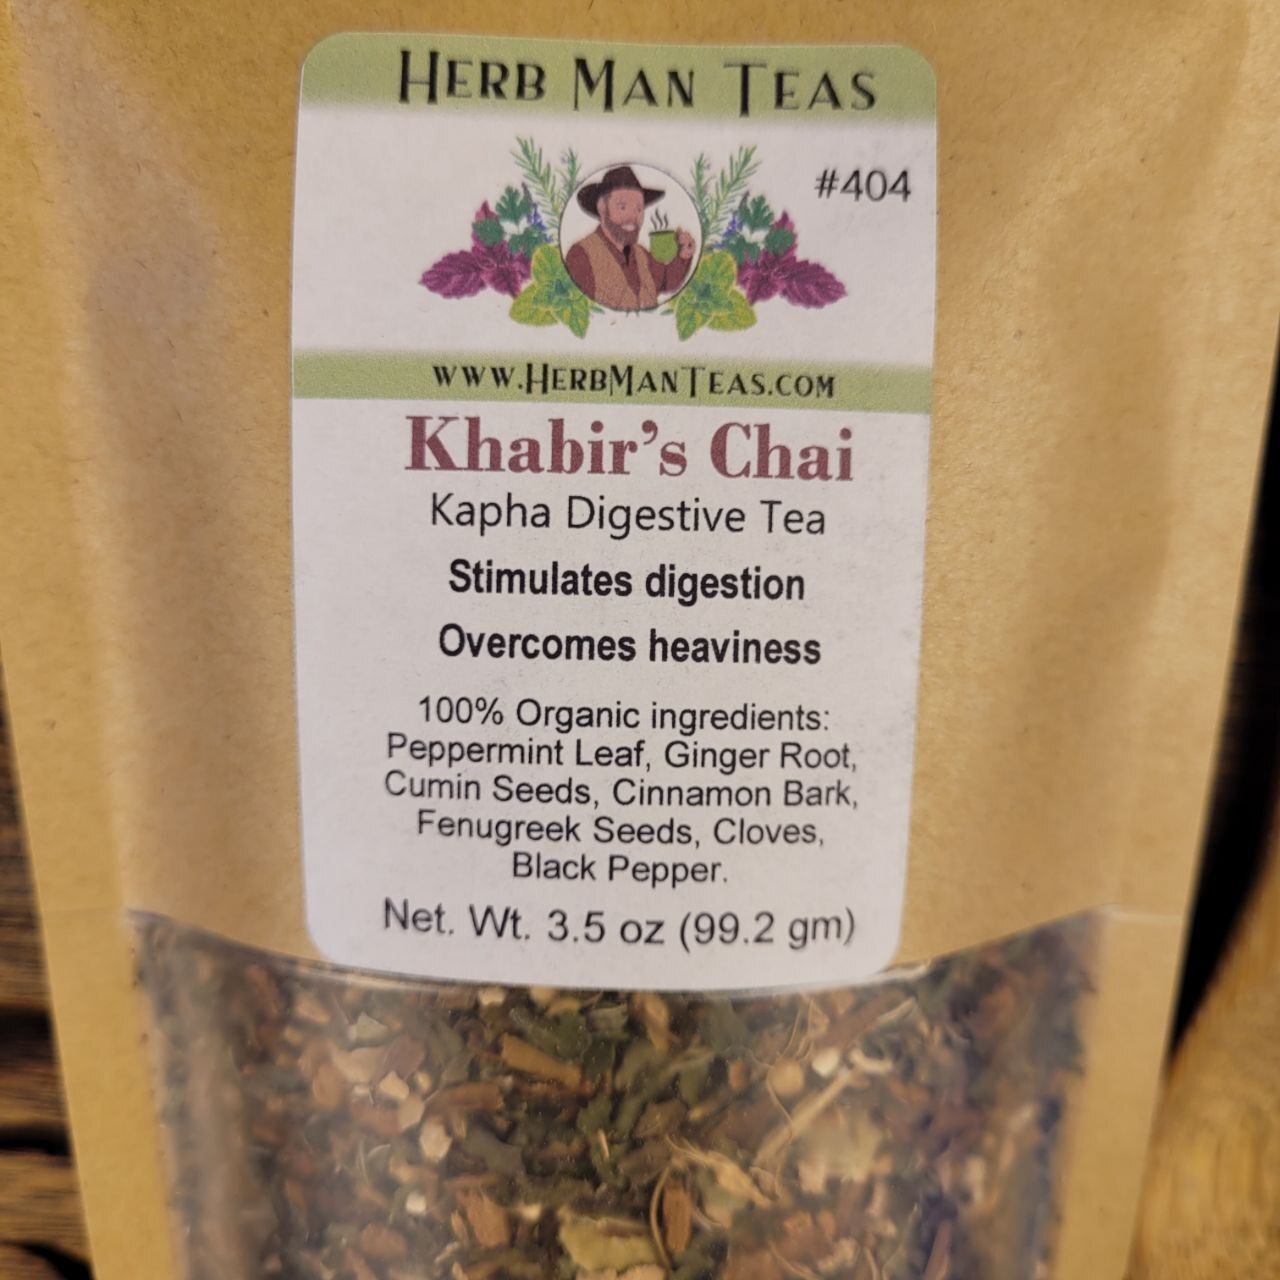 HERB MAN TEAS
#404
WWW.HERBMANTEAS.COM
Khabir's Chai
Kapha Digestive Tea
Stimulates digestion
Overcomes heaviness
100% Organic ingredients:
Peppermint Leaf, Ginger Root,
Cumin Seeds, Cinnamon Bark,
Fenugreek Seeds, Cloves,
Black Pepper.
Net. Wt. 3.5 oz (99.2 gm)